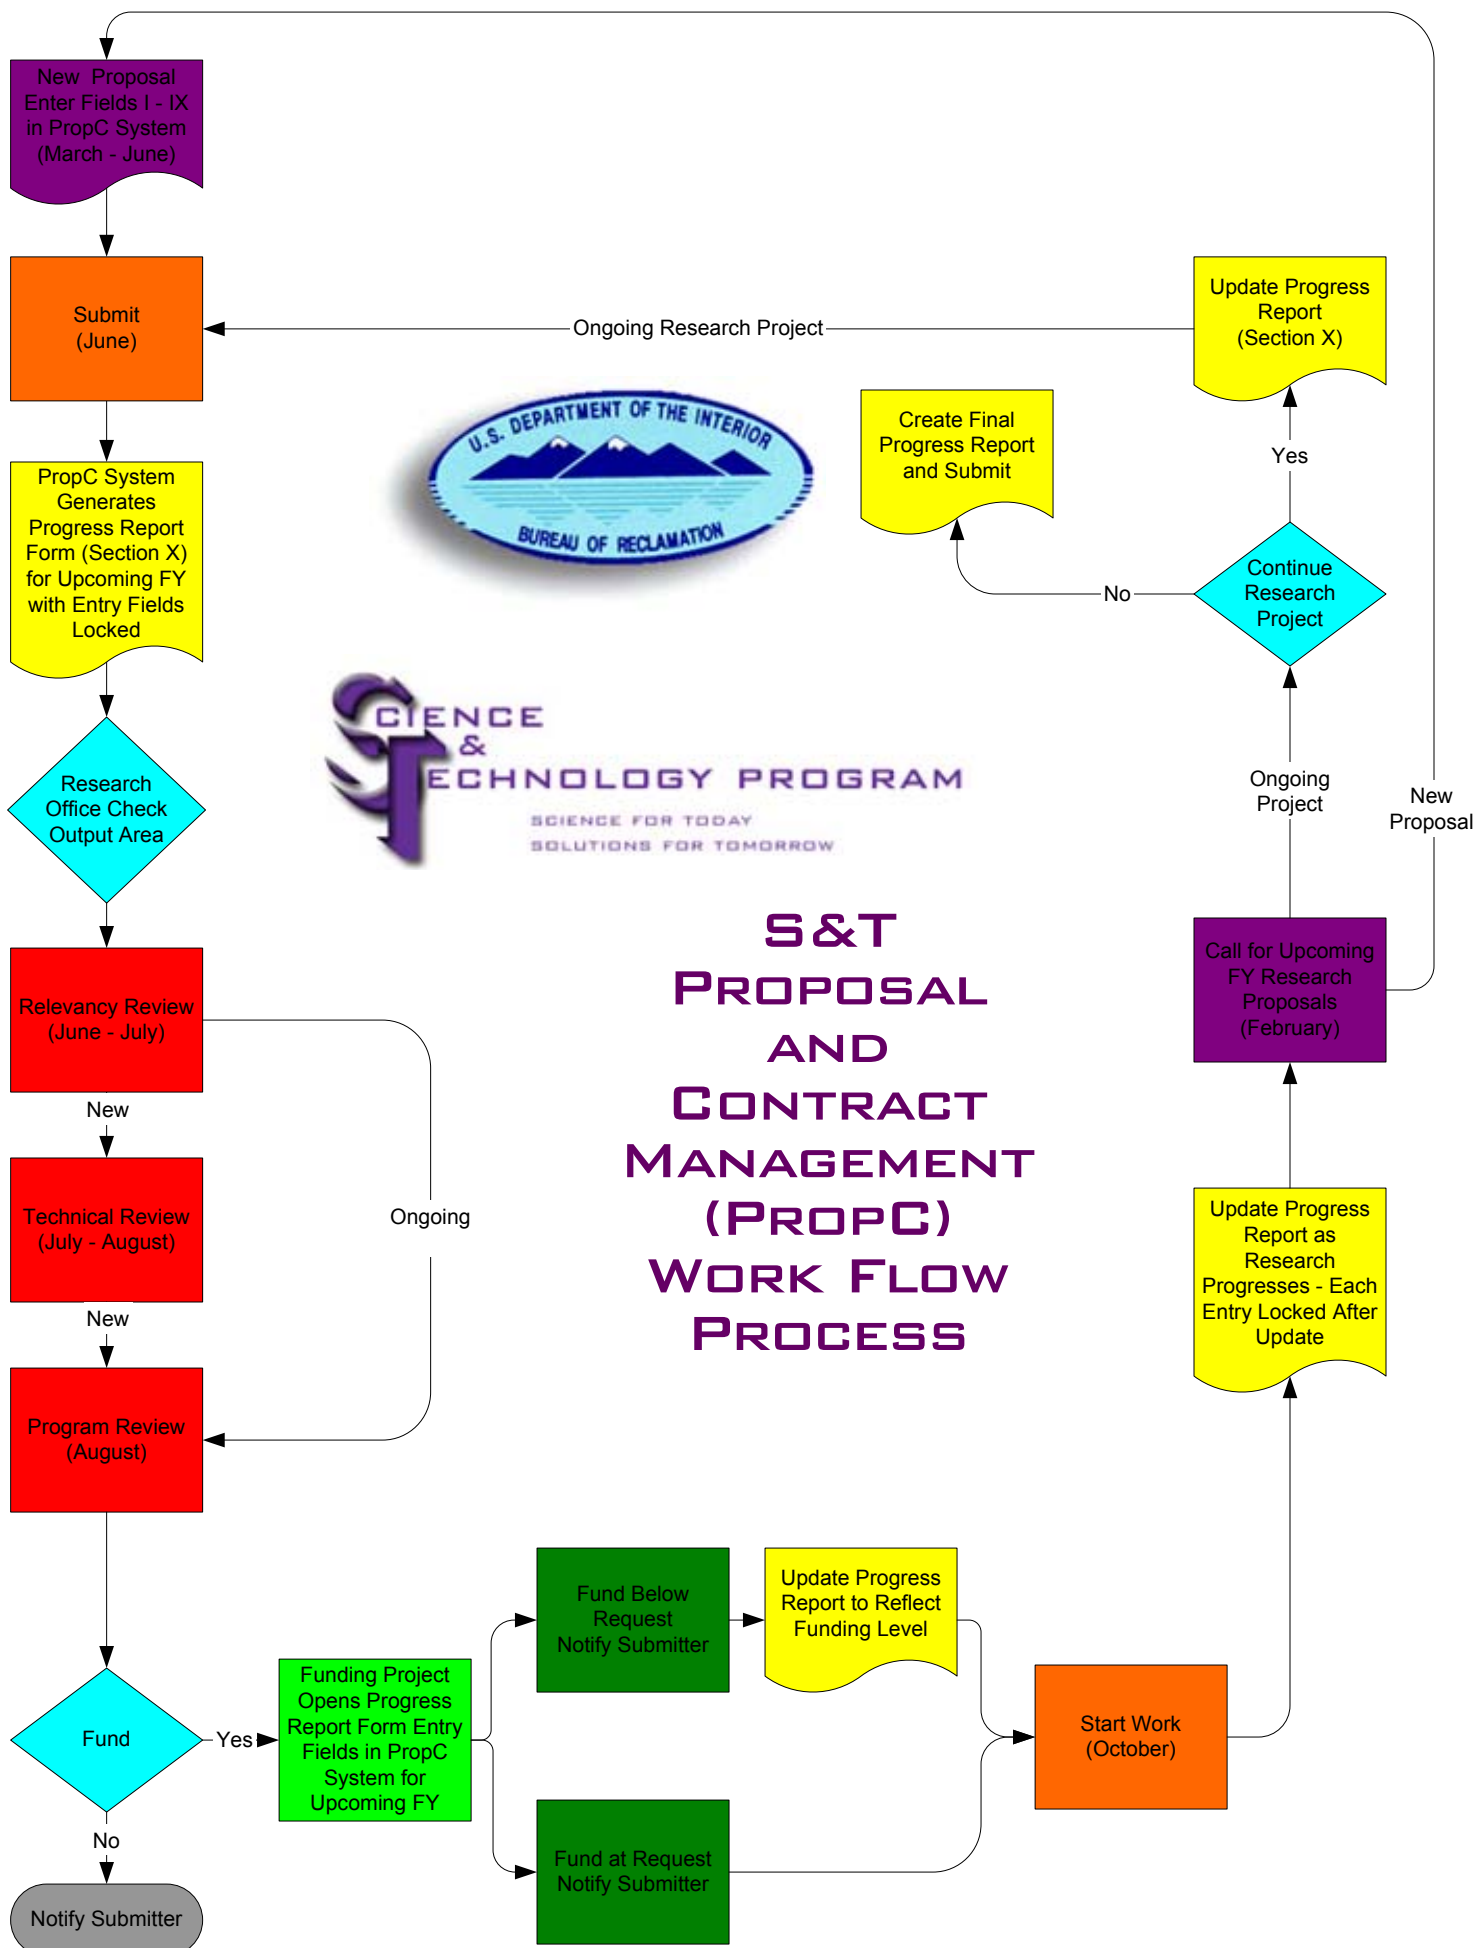 New  Proposal
Enter Fields I - IX
in PropC System
(March - June)
Submit
(June)
Ongoing Research Project
Update Progress
Report
(Section X)
U.S. DEPARTMENT OF THE INTERIOR
BUREAU OF RECLAMATION
Create Final
Progress Report
and Submit
Yes
PropC System
Generates
Progress Report
Form (Section X)
for Upcoming FY
with Entry Fields
Locked
No
Continue
Research
Project
SCIENCE
&
TECHNOLOGY PROGRAM
SCIENCE FOR TODAY
SOLUTIONS FOR TOMORROW
Research
Office Check
Output Area
Ongoing
Project
New
Proposal
S&T
PROPOSAL
AND
CONTRACT
MANAGEMENT
(PROPC)
WORK FLOW
PROCESS
Call for Upcoming
FY Research
Proposals
(February)
Relevancy Review
(June - July)
New
Technical Review
(July - August)
Ongoing
New
Program Review
(August)
Update Progress
Report as
Research
Progresses - Each
Entry Locked After
Update
Fund
Yes
Funding Project
Opens Progress
Report Form Entry
Fields in PropC
System for
Upcoming FY
Fund Below
Request
Notify Submitter
Update Progress
Report to Reflect
Funding Level
Start Work
(October)
Fund at Request
Notify Submitter
No
Notify Submitter